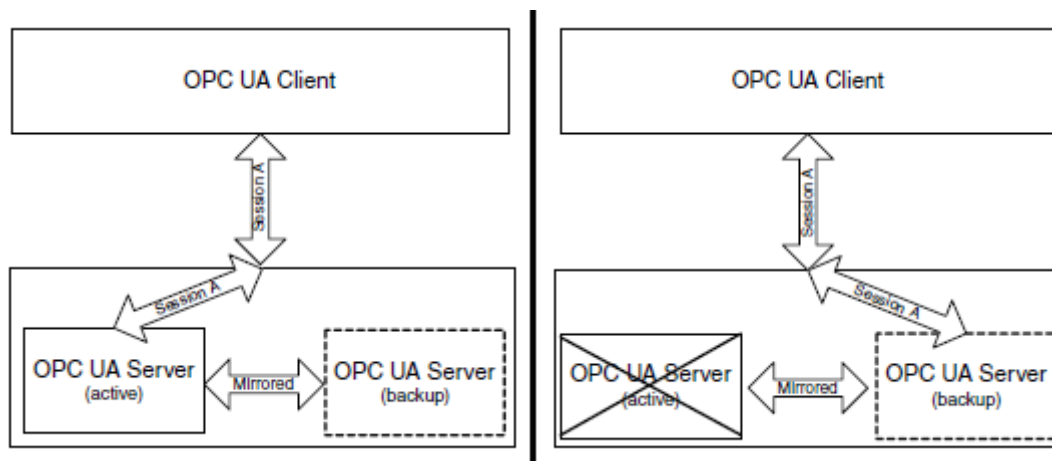 OPC UA Client
Session A
Session A
OPC UA Server
(active)
Mirrored
OPC UA Server
(backup)
OPC UA Client
Session A
Session A
OPC UA Server
(active)
Mirrored
OPC UA Server
(backup)